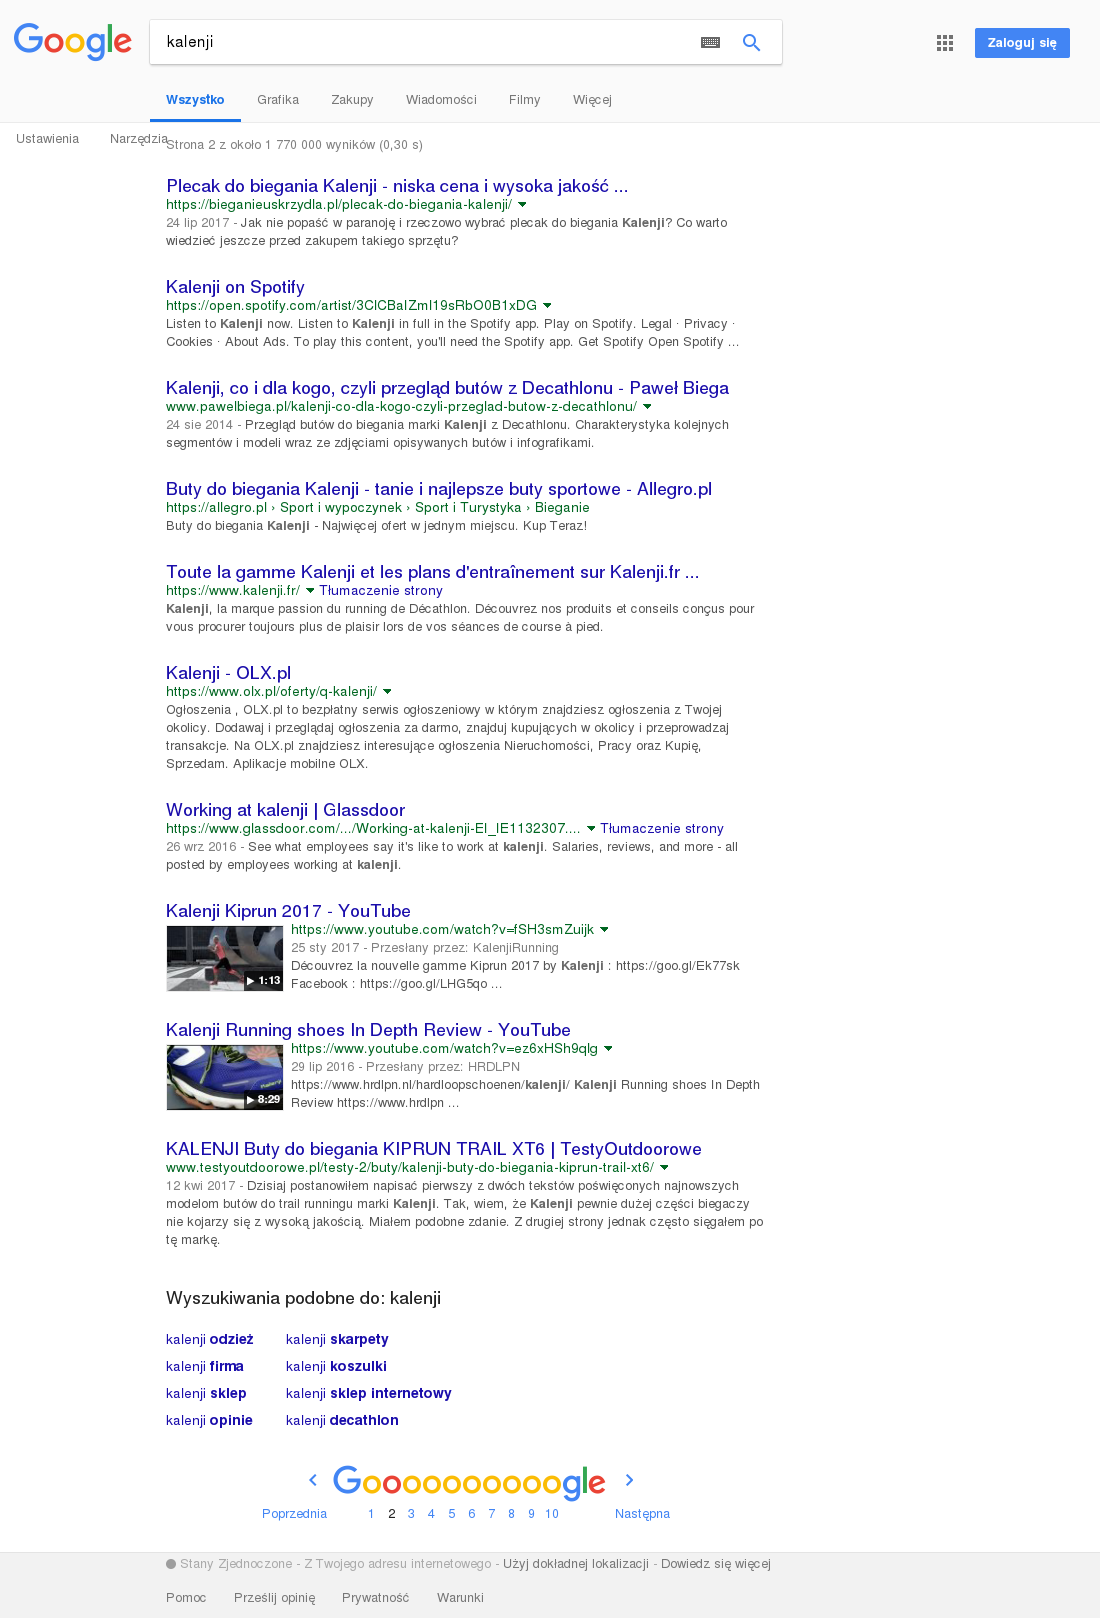 Google
kalenji
Zaloguj się
Wszystko Grafika Zakupy Wiadomości Filmy Więcej
Ustawienia Narzędzia
Strona 2 z około 1 770 000 wyników (0,30 s)
Plecak do biegania Kalenji - niska cena i wysoka jakość ...
https://bieganieuskrzydla.pl/plecak-do-biegania-kalenji/
24 lip 2017 - Jak nie popaść w paranoję i rzeczowo wybrać plecak do biegania Kalenji? Co warto
wiedzieć jeszcze przed zakupem takiego sprzętu?
Kalenji on Spotify
https://open.spotify.com/artist/3ClCBaIZml19sRbO0B1xDG
Listen to Kalenji now. Listen to Kalenji in full in the Spotify app. Play on Spotify. Legal · Privacy ·
Cookies · About Ads. To play this content, you'll need the Spotify app. Get Spotify Open Spotify ...
Kalenji, co i dla kogo, czyli przegląd butów z Decathlonu - Paweł Biega
www.pawelbiega.pl/kalenji-co-dla-kogo-czyli-przeglad-butow-z-decathlonu/
24 sie 2014 - Przegląd butów do biegania marki Kalenji z Decathlonu. Charakterystyka kolejnych
segmentów i modeli wraz ze zdjęciami opisywanych butów i infografikami.
Buty do biegania Kalenji - tanie i najlepsze buty sportowe - Allegro.pl
https://allegro.pl › Sport i wypoczynek › Sport i Turystyka › Bieganie
Buty do biegania Kalenji - Najwięcej ofert w jednym miejscu. Kup Teraz!
Toute la gamme Kalenji et les plans d'entraînement sur Kalenji.fr ...
https://www.kalenji.fr/ Tłumaczenie strony
Kalenji, la marque passion du running de Décathlon. Découvrez nos produits et conseils conçus pour
vous procurer toujours plus de plaisir lors de vos séances de course à pied.
Kalenji - OLX.pl
https://www.olx.pl/oferty/q-kalenji/
Ogłoszenia , OLX.pl to bezpłatny serwis ogłoszeniowy w którym znajdziesz ogłoszenia z Twojej
okolicy. Dodawaj i przeglądaj ogłoszenia za darmo, znajduj kupujących w okolicy i przeprowadzaj
transakcje. Na OLX.pl znajdziesz interesujące ogłoszenia Nieruchomości, Pracy oraz Kupię,
Sprzedam. Aplikacje mobilne OLX.
Working at kalenji | Glassdoor
https://www.glassdoor.com/.../Working-at-kalenji-EI_IE1132307.... Tłumaczenie strony
26 wrz 2016 - See what employees say it's like to work at kalenji. Salaries, reviews, and more - all
posted by employees working at kalenji.
Kalenji Kiprun 2017 - YouTube
https://www.youtube.com/watch?v=fSH3smZuijk
25 sty 2017 - Przesłany przez: KalenjiRunning
Découvrez la nouvelle gamme Kiprun 2017 by Kalenji : https://goo.gl/Ek77sk
1:13
Facebook : https://goo.gl/LHG5qo ...
Kalenji Running shoes In Depth Review - YouTube
https://www.youtube.com/watch?v=ez6xHSh9qlg
29 lip 2016 - Przesłany przez: HRDLPN
https://www.hrdlpn.nl/hardloopschoenen/kalenji/ Kalenji Running shoes In Depth
8:29
Review https://www.hrdlpn ...
KALENJI Buty do biegania KIPRUN TRAIL XT6 | TestyOutdoorowe
www.testyoutdoorowe.pl/testy-2/buty/kalenji-buty-do-biegania-kiprun-trail-xt6/
12 kwi 2017 - Dzisiaj postanowiłem napisać pierwszy z dwóch tekstów poświęconych najnowszych
modelom butów do trail runningu marki Kalenji. Tak, wiem, że Kalenji pewnie dużej części biegaczy
nie kojarzy się z wysoką jakością. Miałem podobne zdanie. Z drugiej strony jednak często sięgałem po
tę markę.
Wyszukiwania podobne do: kalenji
kalenji odzież kalenji skarpety
kalenji firma kalenji koszulki
kalenji sklep kalenji sklep internetowy
kalenji opinie kalenji decathlon
Goooooooooogle
Poprzednia 1 2 3 4 5 6 7 8 9 10 Następna
Stany Zjednoczone - Z Twojego adresu internetowego - Użyj dokładnej lokalizacji - Dowiedz się więcej
Pomoc Prześlij opinię Prywatność Warunki